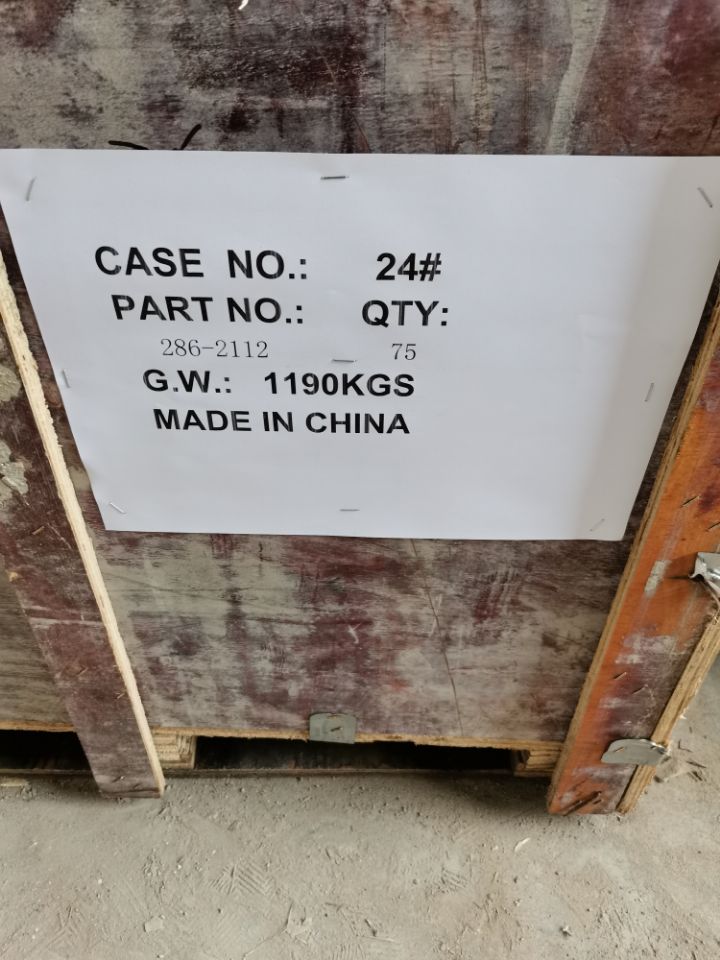 CASE NO.: 24#
PART NO.: QTY:
286-2112 75
G.W.: 1190KGS
MADE IN CHINA